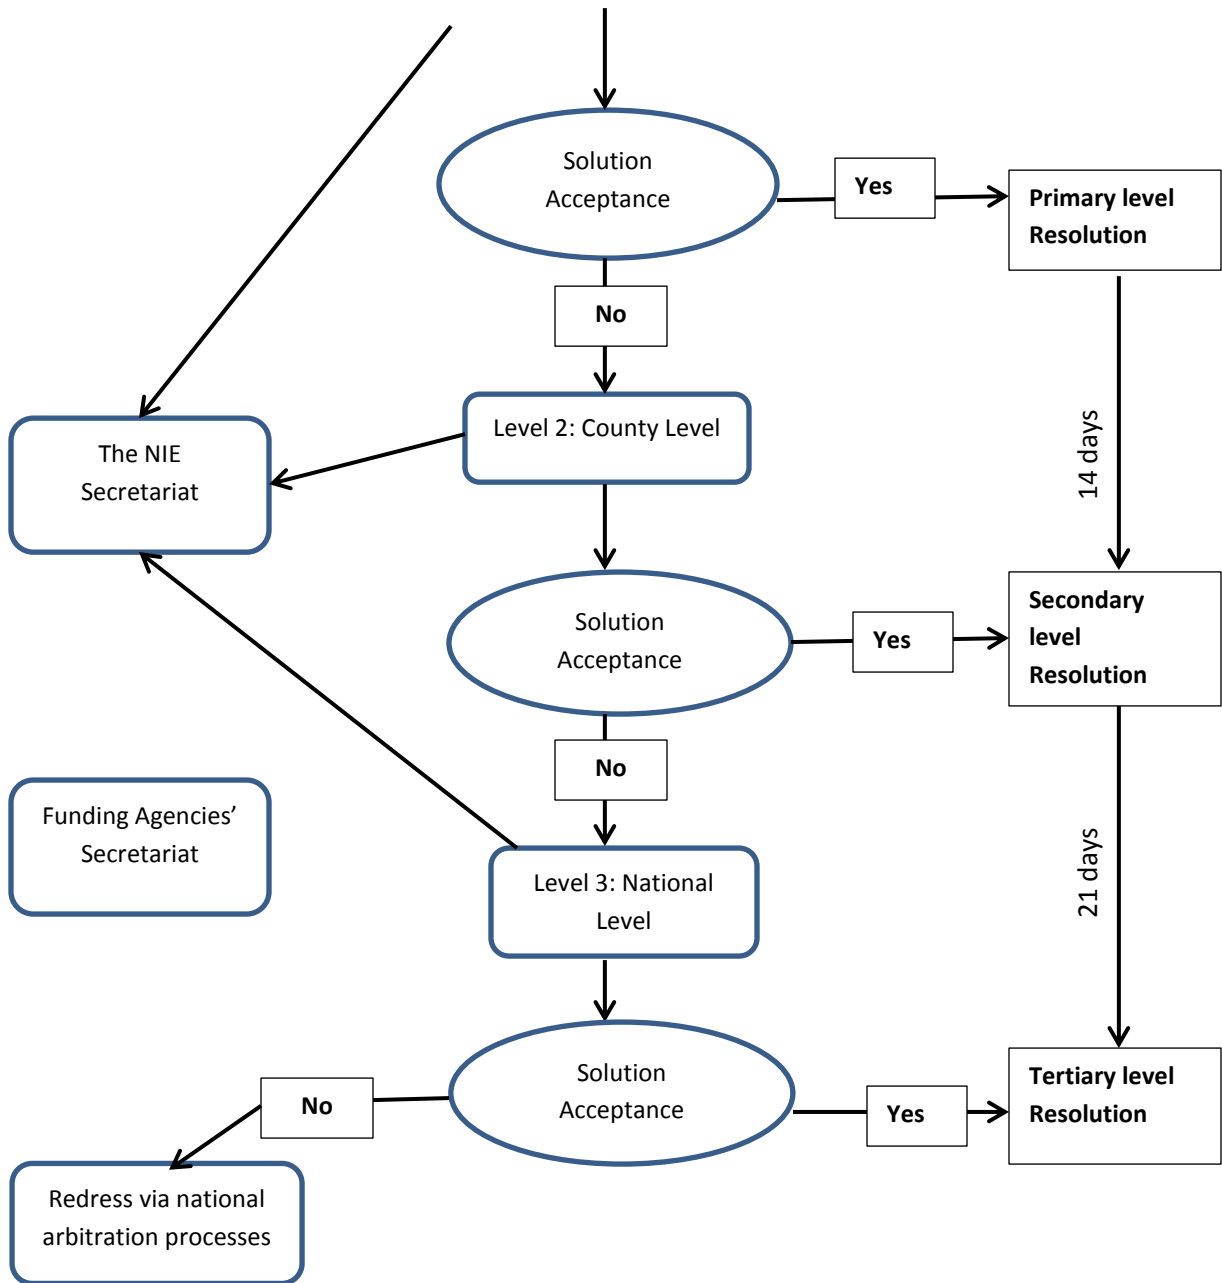 Solution
Acceptance
Yes
Primary level
Resolution
No
Level 2: County Level
The NIE
Secretariat
14 days
Solution
Acceptance
Yes
Secondary
level
Resolution
No
Funding Agencies’
Secretariat
Level 3: National
Level
21 days
Solution
Acceptance
No
Yes
Tertiary level
Resolution
Redress via national
arbitration processes